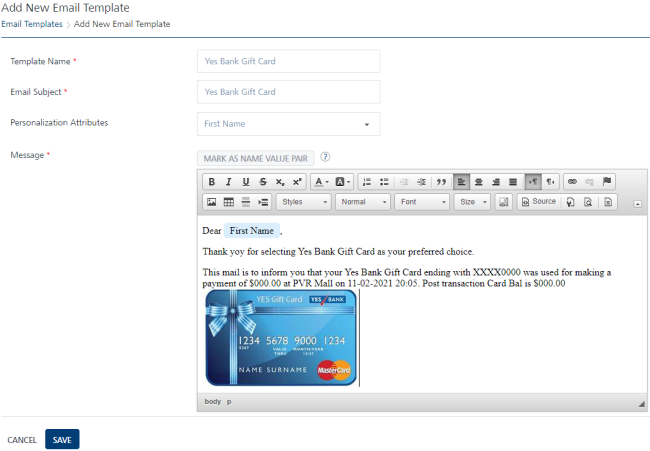 Add New Email Template
Email Templates > Add New Email Template
Template Name *
Yes Bank Gift Card
Email Subject *
Yes Bank Gift Card
Personalization Attributes
First Name
Message *
MARK AS NAME VALUE PAIR ?
B I U S x₂ xˣ A A
Styles Normal Font Size Source
Dear First Name ,
Thank yoy for selecting Yes Bank Gift Card as your preferred choice.
This mail is to inform you that your Yes Bank Gift Card ending with XXXX0000 was used for making a
payment of $000.00 at PVR Mall on 11-02-2021 20:05. Post transaction Card Bal is $000.00
YES Gift Card YES BANK
1234 5678 9000 1234
VALID THRU MONTH/YEAR
NAME SURNAME MasterCard
body p
CANCEL SAVE